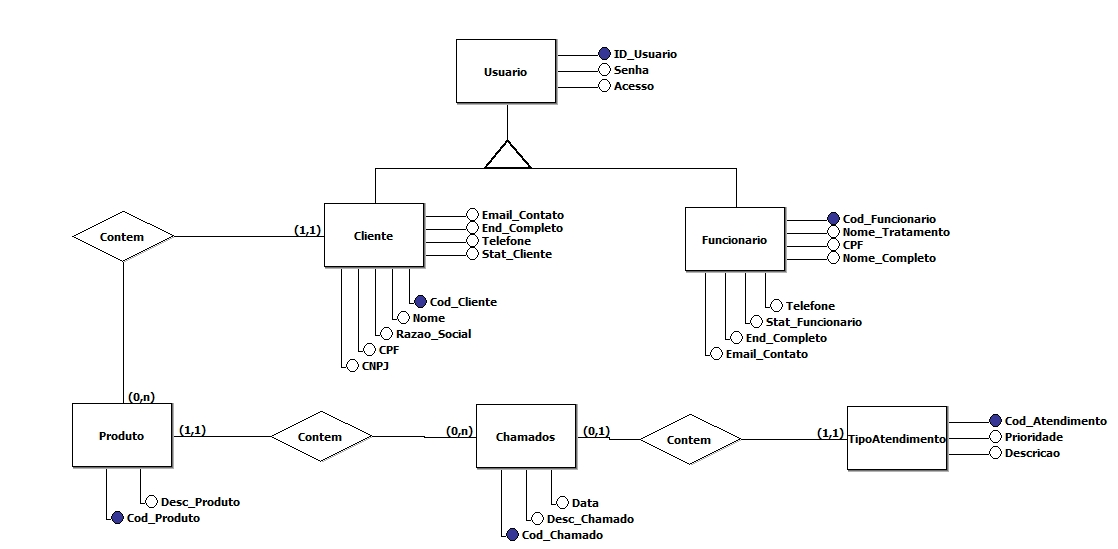 Usuario
ID_Usuario
Senha
Acesso
Contem
(1,1)
Cliente
Email_Contato
End_Completo
Telefone
Stat_Cliente
Cod_Cliente
Nome
Razao_Social
CPF
CNPJ
Funcionario
Cod_Funcionario
Nome_Tratamento
CPF
Nome_Completo
Telefone
Stat_Funcionario
End_Completo
Email_Contato
(0,n)
Produto
(1,1)
Contem
(0,n)
Chamados
(0,1)
Contem
(1,1)
TipoAtendimento
Cod_Atendimento
Prioridade
Descricao
Desc_Produto
Cod_Produto
Data
Desc_Chamado
Cod_Chamado